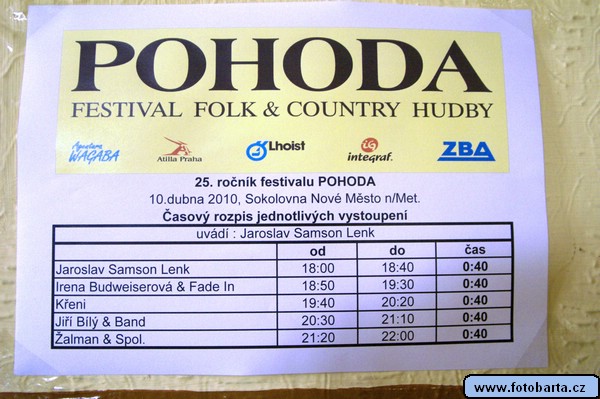 POHODA
FESTIVAL FOLK & COUNTRY HUDBY
Agentura WAGABA
Atilla Praha
Lhoist
integraf.
ZBA
25. ročník festivalu POHODA
10.dubna 2010, Sokolovna Nové Město n/Met.
Časový rozpis jednotlivých vystoupení
uvádí : Jaroslav Samson Lenk
od do čas
Jaroslav Samson Lenk 18:00 18:40 0:40
Irena Budweiserová & Fade In 18:50 19:30 0:40
Křeni 19:40 20:20 0:40
Jiří Bílý & Band 20:30 21:10 0:40
Žalman & Spol. 21:20 22:00 0:40
www.fotobarta.cz